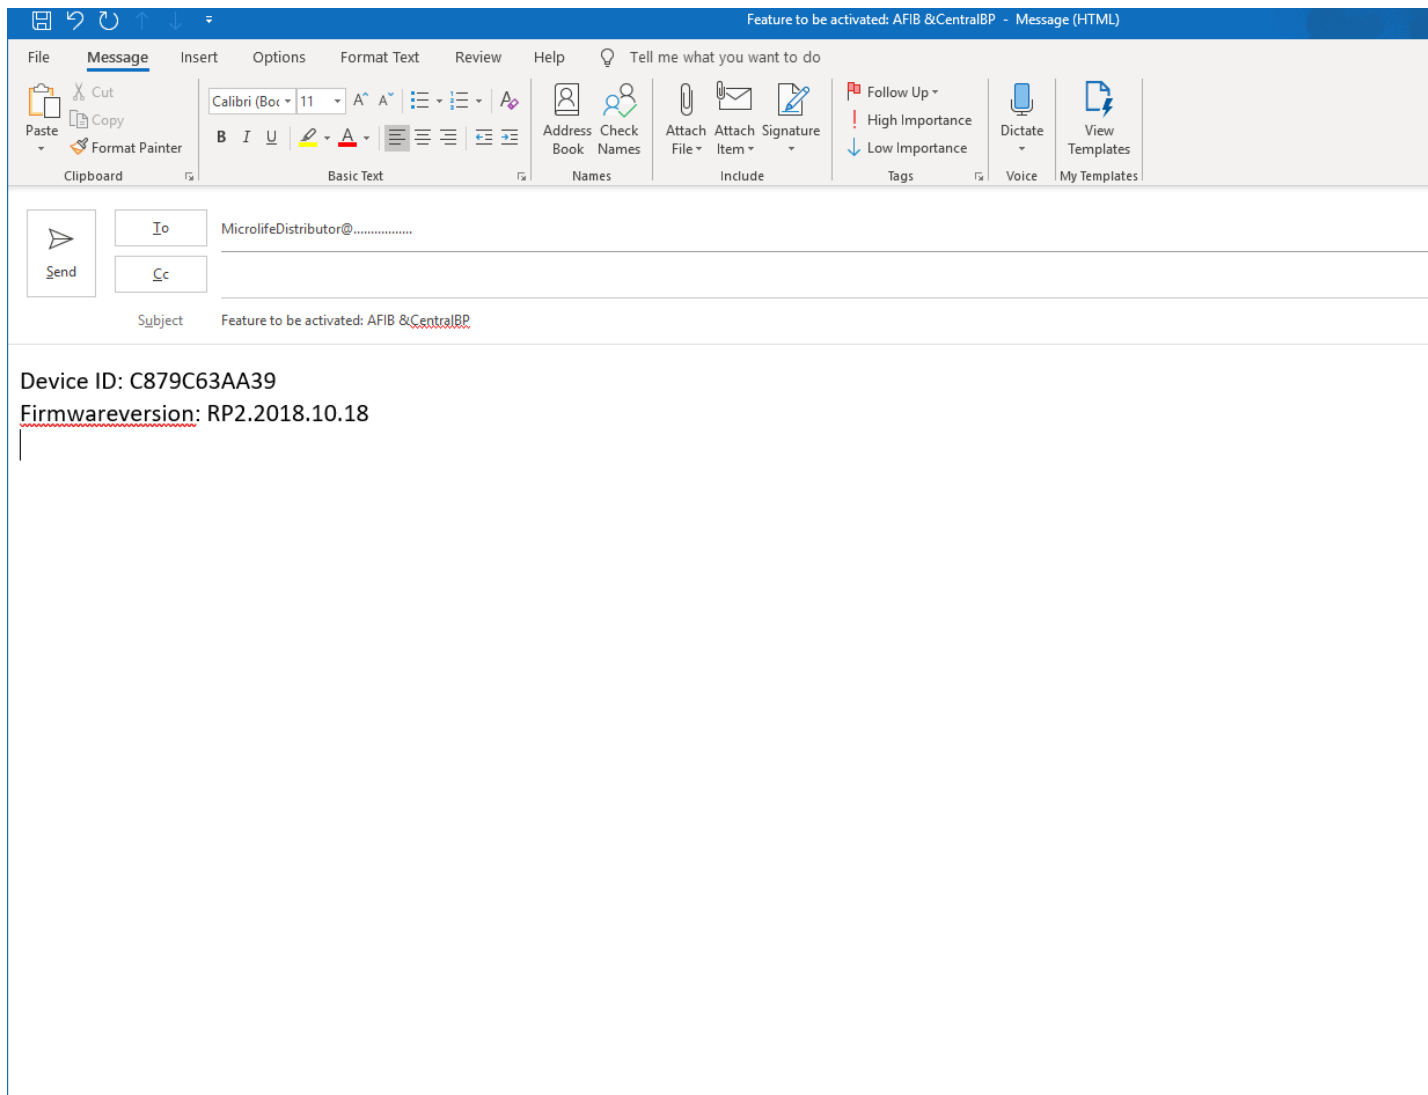 Feature to be activated: AFIB &CentralBP - Message (HTML)
File Message Insert Options Format Text Review Help Tell me what you want to do
Paste
Cut
Copy
Format Painter
Clipboard
Calibri (Boc 11
B I U
Basic Text
Address Book
Check Names
Names
Attach File
Attach Item
Signature
Include
Follow Up
High Importance
Low Importance
Tags
Dictate
Voice
View Templates
My Templates
Send
To MicrolifeDistributor@.................
Cc
Subject Feature to be activated: AFIB &CentralBP
Device ID: C879C63AA39
Firmwareversion: RP2.2018.10.18